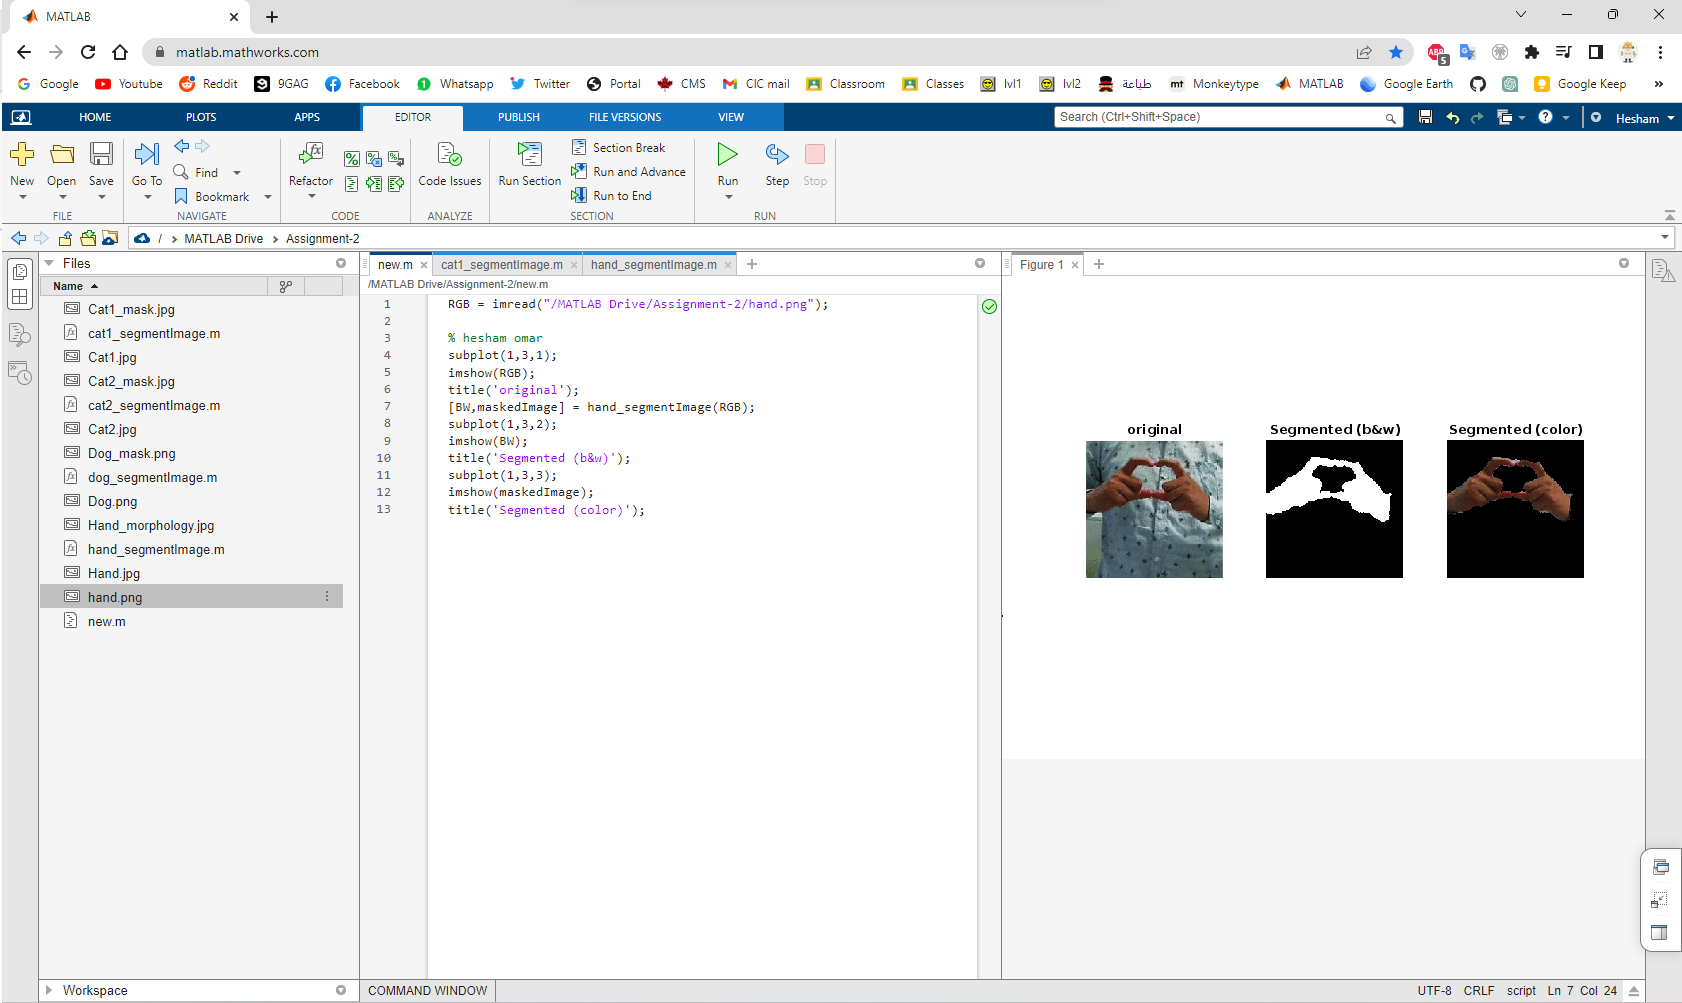 MATLAB
matlab.mathworks.com
ABP 5
Google Youtube Reddit 9GAG Facebook Whatsapp Twitter Portal CMS CIC mail Classroom Classes lvl1 lvl2 طباعة mt Monkeytype MATLAB Google Earth Google Keep »
HOME PLOTS APPS EDITOR PUBLISH FILE VERSIONS VIEW Search (Ctrl+Shift+Space) Hesham
New Open Save Go To Find Bookmark Refactor Code Issues Run Section Section Break Run and Advance Run to End Run Step Stop
FILE NAVIGATE CODE ANALYZE SECTION RUN
/ › MATLAB Drive › Assignment-2
Files
Name
Cat1_mask.jpg
cat1_segmentImage.m
Cat1.jpg
Cat2_mask.jpg
cat2_segmentImage.m
Cat2.jpg
Dog_mask.png
dog_segmentImage.m
Dog.png
Hand_morphology.jpg
hand_segmentImage.m
Hand.jpg
hand.png
new.m
Workspace
new.m × cat1_segmentImage.m × hand_segmentImage.m × +
/MATLAB Drive/Assignment-2/new.m
1 RGB = imread("/MATLAB Drive/Assignment-2/hand.png");
2
3 % hesham omar
4 subplot(1,3,1);
5 imshow(RGB);
6 title('original');
7 [BW,maskedImage] = hand_segmentImage(RGB);
8 subplot(1,3,2);
9 imshow(BW);
10 title('Segmented (b&w)');
11 subplot(1,3,3);
12 imshow(maskedImage);
13 title('Segmented (color)');
Figure 1 × +
original Segmented (b&w) Segmented (color)
COMMAND WINDOW
UTF-8 CRLF script Ln 7 Col 24